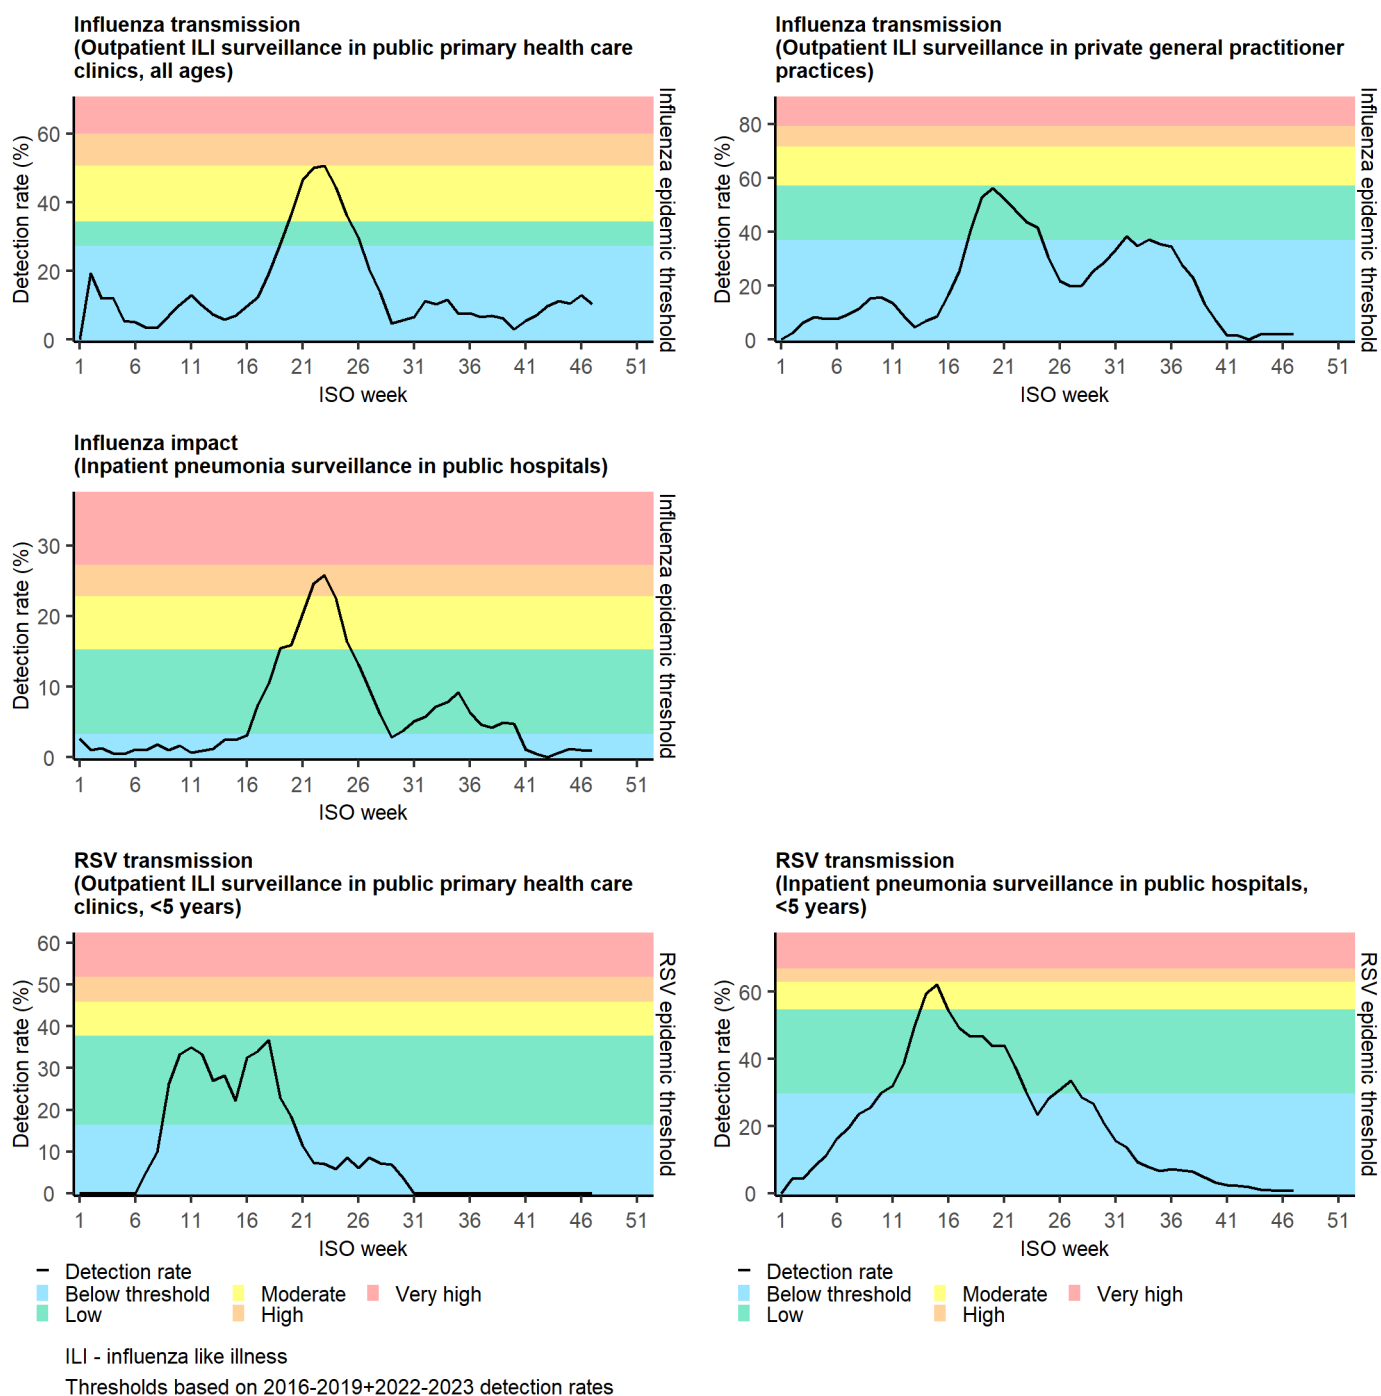 Influenza transmission
(Outpatient ILI surveillance in public primary health care
clinics, all ages)
Detection rate (%)
60
40
20
0
1 6 11 16 21 26 31 36 41 46 51
ISO week
Influenza epidemic threshold
Influenza transmission
(Outpatient ILI surveillance in private general practitioner
practices)
Detection rate (%)
80
60
40
20
0
1 6 11 16 21 26 31 36 41 46 51
ISO week
Influenza epidemic threshold
Influenza impact
(Inpatient pneumonia surveillance in public hospitals)
Detection rate (%)
30
20
10
0
1 6 11 16 21 26 31 36 41 46 51
ISO week
Influenza epidemic threshold
RSV transmission
(Outpatient ILI surveillance in public primary health care
clinics, <5 years)
Detection rate (%)
60
50
40
30
20
10
0
1 6 11 16 21 26 31 36 41 46 51
ISO week
RSV epidemic threshold
RSV transmission
(Inpatient pneumonia surveillance in public hospitals,
<5 years)
Detection rate (%)
60
40
20
0
1 6 11 16 21 26 31 36 41 46 51
ISO week
RSV epidemic threshold
Detection rate
Below threshold Moderate Very high
Low High
Detection rate
Below threshold Moderate Very high
Low High
ILI - influenza like illness
Thresholds based on 2016-2019+2022-2023 detection rates